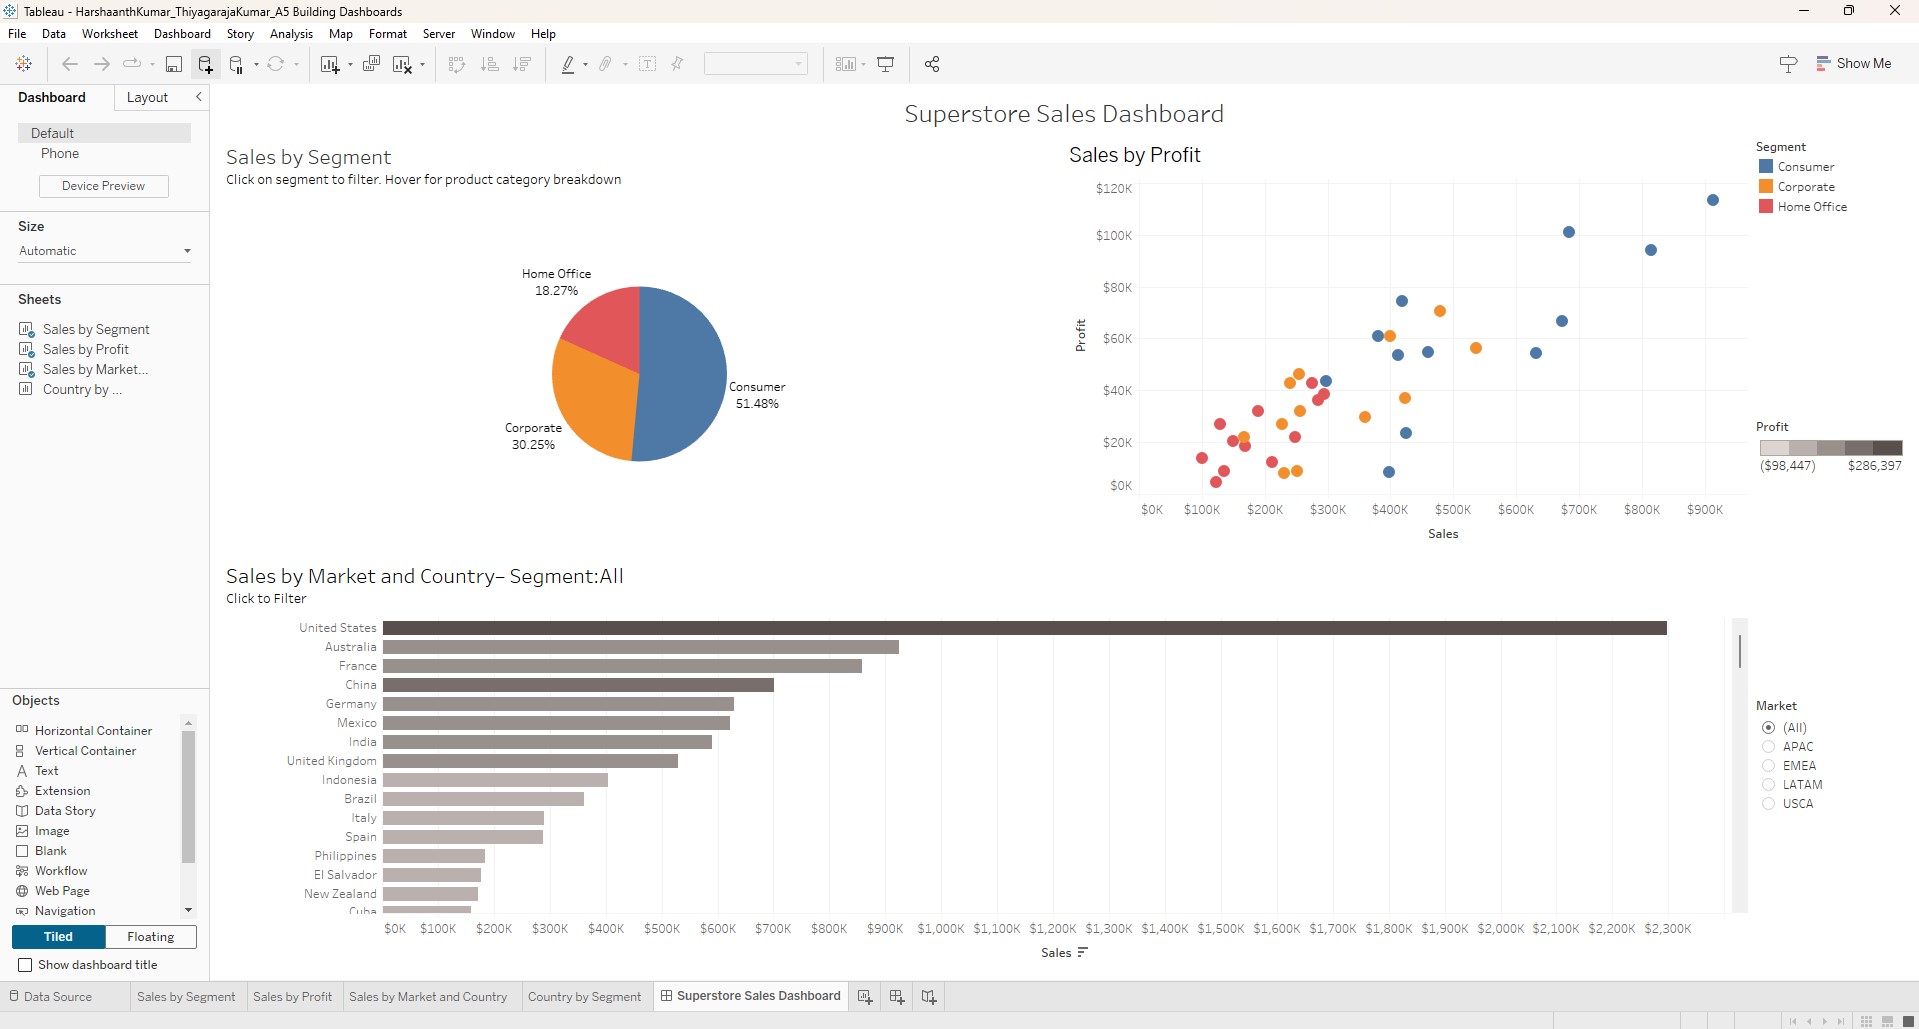 Tableau - HarshaanthKumar_ThiyagarajaKumar_A5 Building Dashboards
File Data Worksheet Dashboard Story Analysis Map Format Server Window Help
Show Me
Dashboard Layout
Default
Phone
Device Preview
Size
Automatic
Sheets
Sales by Segment
Sales by Profit
Sales by Market...
Country by ...
Objects
Horizontal Container
Vertical Container
Text
Extension
Data Story
Image
Blank
Workflow
Web Page
Navigation
Tiled Floating
Show dashboard title
Superstore Sales Dashboard
Sales by Segment
Click on segment to filter. Hover for product category breakdown
Home Office
18.27%
Consumer
51.48%
Corporate
30.25%
Sales by Profit
$120K
$100K
$80K
$60K
$40K
$20K
$0K
Profit
$0K $100K $200K $300K $400K $500K $600K $700K $800K $900K
Sales
Segment
Consumer
Corporate
Home Office
Profit
($98,447) $286,397
Sales by Market and Country– Segment:All
Click to Filter
United States
Australia
France
China
Germany
Mexico
India
United Kingdom
Indonesia
Brazil
Italy
Spain
Philippines
El Salvador
New Zealand
Cuba
$0K $100K $200K $300K $400K $500K $600K $700K $800K $900K $1,000K $1,100K $1,200K $1,300K $1,400K $1,500K $1,600K $1,700K $1,800K $1,900K $2,000K $2,100K $2,200K $2,300K
Sales
Market
(All)
APAC
EMEA
LATAM
USCA
Data Source Sales by Segment Sales by Profit Sales by Market and Country Country by Segment Superstore Sales Dashboard